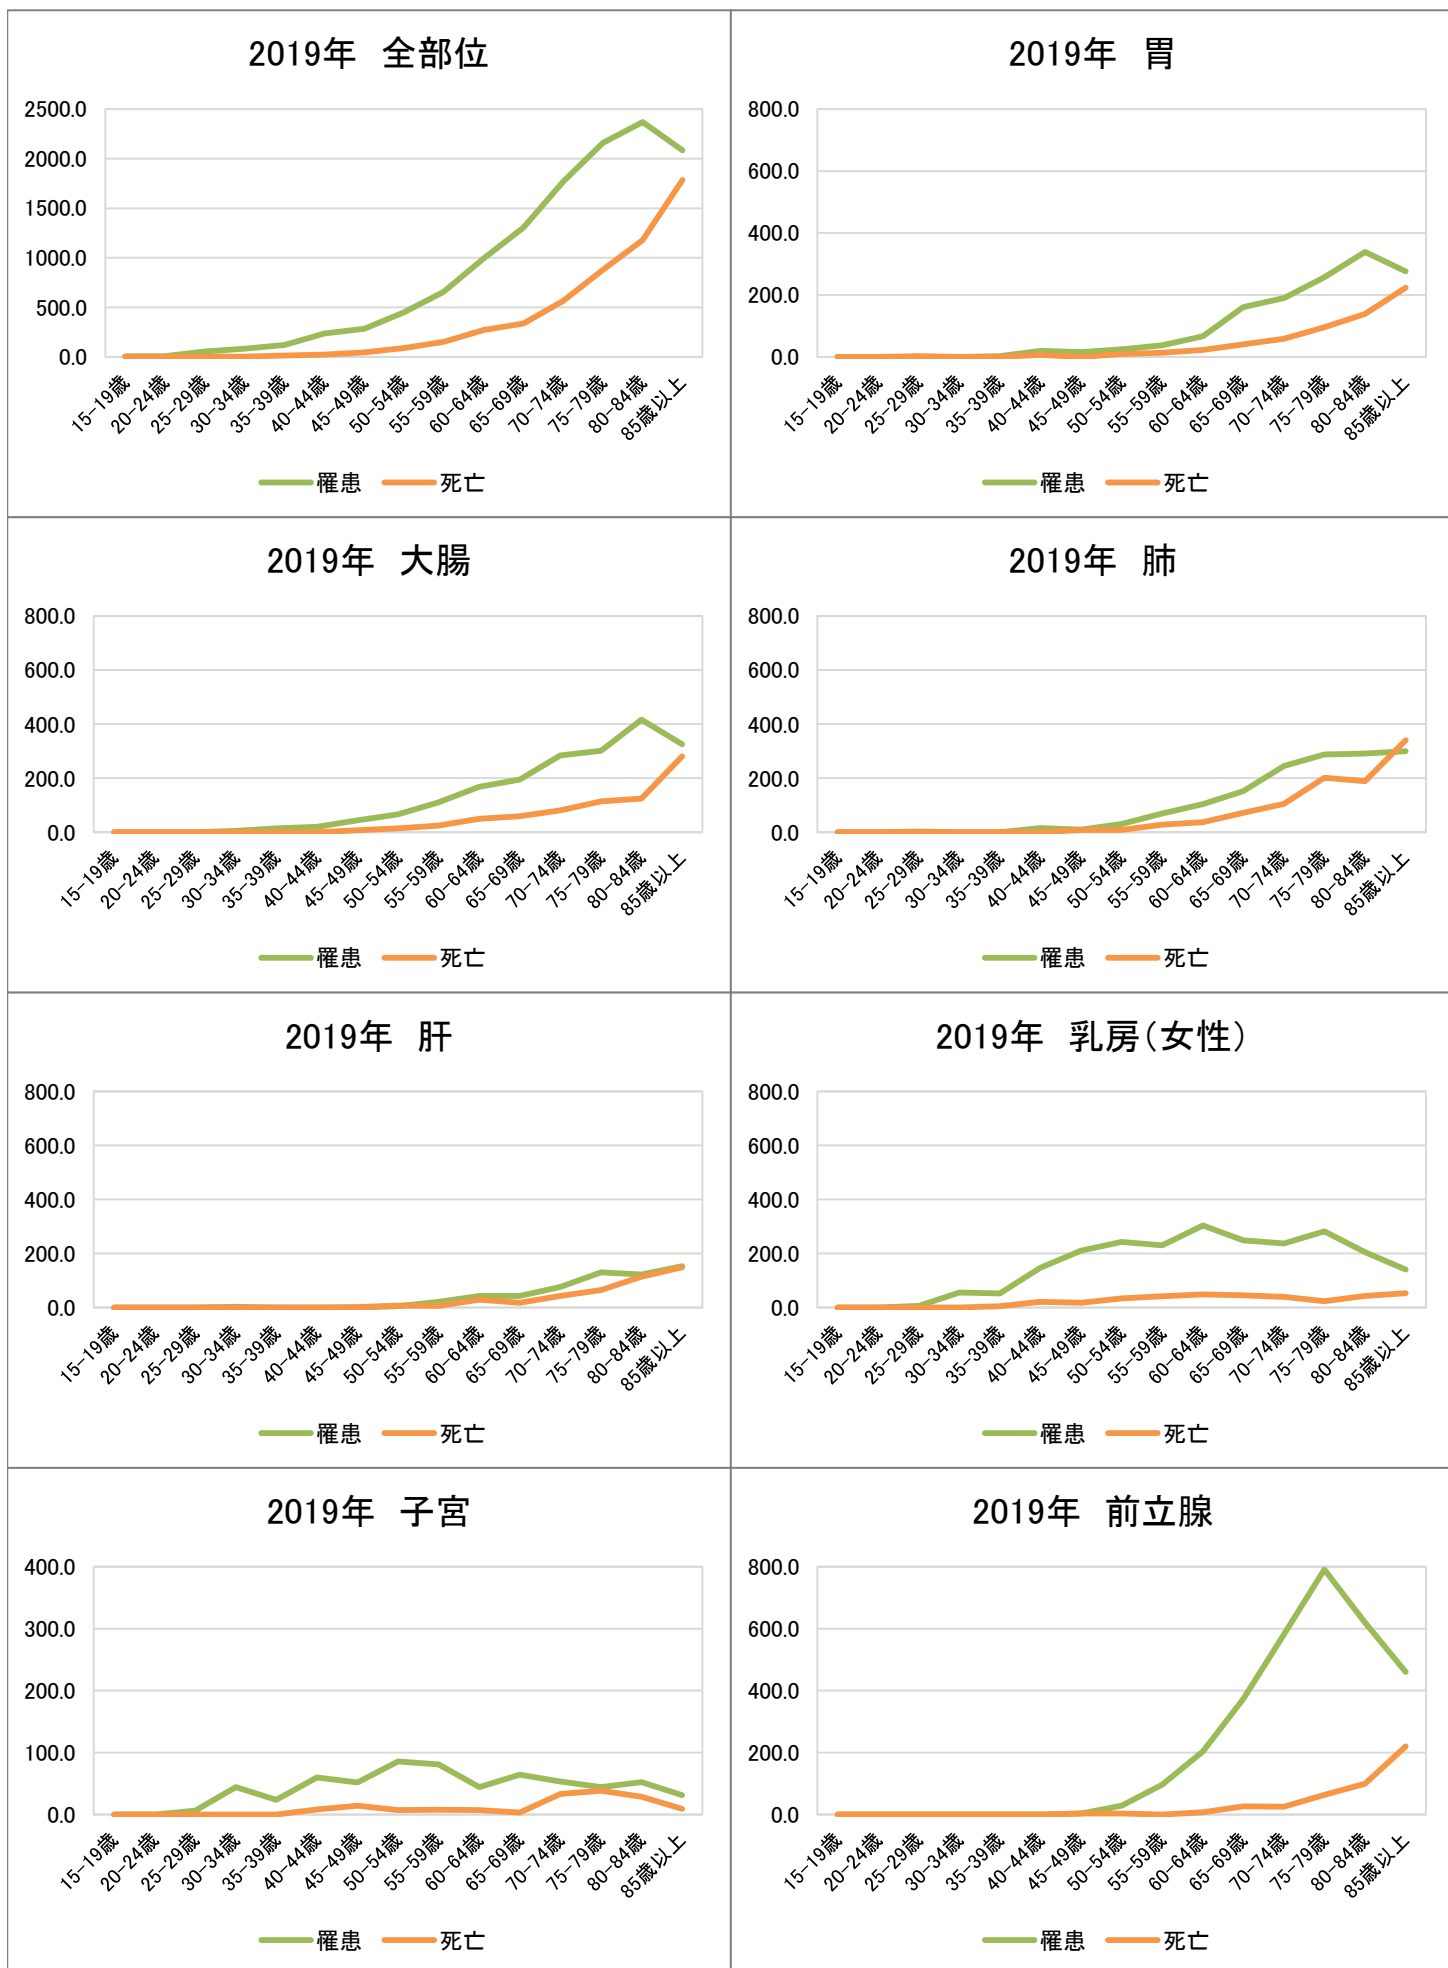 2019年　全部位
2500.0
2000.0
1500.0
1000.0
500.0
0.0
15-19歳
20-24歳
25-29歳
30-34歳
35-39歳
40-44歳
45-49歳
50-54歳
55-59歳
60-64歳
65-69歳
70-74歳
75-79歳
80-84歳
85歳以上
罹患 死亡
2019年　胃
800.0
600.0
400.0
200.0
0.0
15-19歳
20-24歳
25-29歳
30-34歳
35-39歳
40-44歳
45-49歳
50-54歳
55-59歳
60-64歳
65-69歳
70-74歳
75-79歳
80-84歳
85歳以上
罹患 死亡
2019年　大腸
800.0
600.0
400.0
200.0
0.0
15-19歳
20-24歳
25-29歳
30-34歳
35-39歳
40-44歳
45-49歳
50-54歳
55-59歳
60-64歳
65-69歳
70-74歳
75-79歳
80-84歳
85歳以上
罹患 死亡
2019年　肺
800.0
600.0
400.0
200.0
0.0
15-19歳
20-24歳
25-29歳
30-34歳
35-39歳
40-44歳
45-49歳
50-54歳
55-59歳
60-64歳
65-69歳
70-74歳
75-79歳
80-84歳
85歳以上
罹患 死亡
2019年　肝
800.0
600.0
400.0
200.0
0.0
15-19歳
20-24歳
25-29歳
30-34歳
35-39歳
40-44歳
45-49歳
50-54歳
55-59歳
60-64歳
65-69歳
70-74歳
75-79歳
80-84歳
85歳以上
罹患 死亡
2019年　乳房（女性）
800.0
600.0
400.0
200.0
0.0
15-19歳
20-24歳
25-29歳
30-34歳
35-39歳
40-44歳
45-49歳
50-54歳
55-59歳
60-64歳
65-69歳
70-74歳
75-79歳
80-84歳
85歳以上
罹患 死亡
2019年　子宮
400.0
300.0
200.0
100.0
0.0
15-19歳
20-24歳
25-29歳
30-34歳
35-39歳
40-44歳
45-49歳
50-54歳
55-59歳
60-64歳
65-69歳
70-74歳
75-79歳
80-84歳
85歳以上
罹患 死亡
2019年　前立腺
800.0
600.0
400.0
200.0
0.0
15-19歳
20-24歳
25-29歳
30-34歳
35-39歳
40-44歳
45-49歳
50-54歳
55-59歳
60-64歳
65-69歳
70-74歳
75-79歳
80-84歳
85歳以上
罹患 死亡